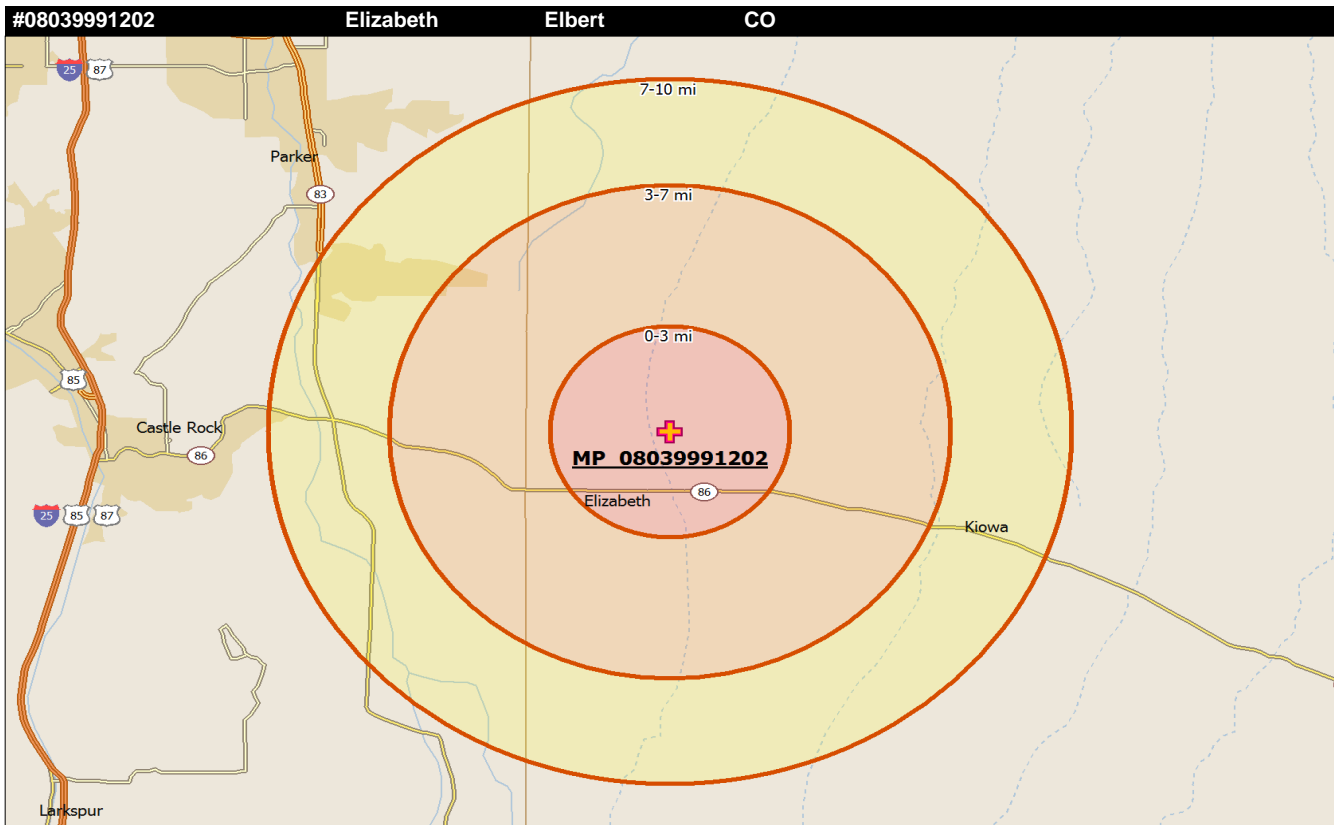 #08039991202 Elizabeth Elbert CO
25 87
7-10 mi
Parker
83
3-7 mi
0-3 mi
85
Castle Rock
86
MP 08039991202
86
Elizabeth
25 85 87
Kiowa
Larkspur